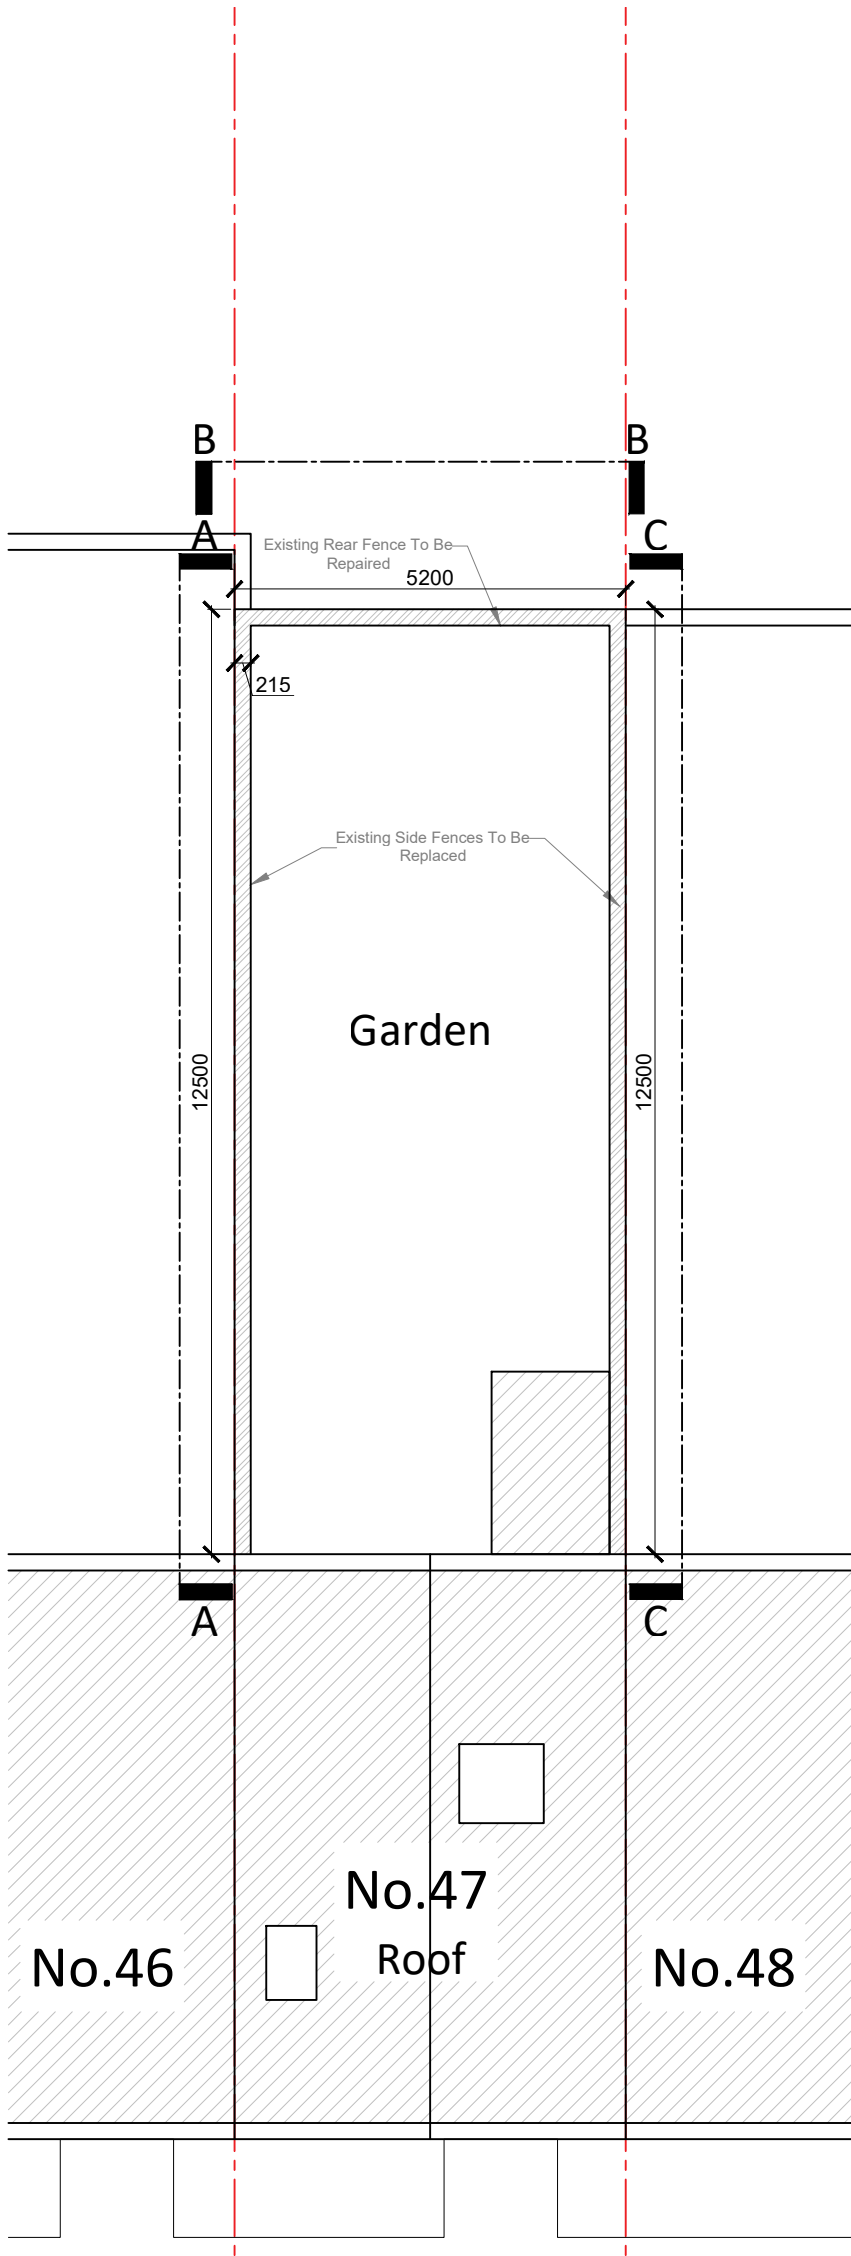 B
B
A
C
Existing Rear Fence To Be
Repaired
5200
215
Existing Side Fences To Be
Replaced
Garden
12500
12500
A
C
No.47
Roof
No.46
No.48